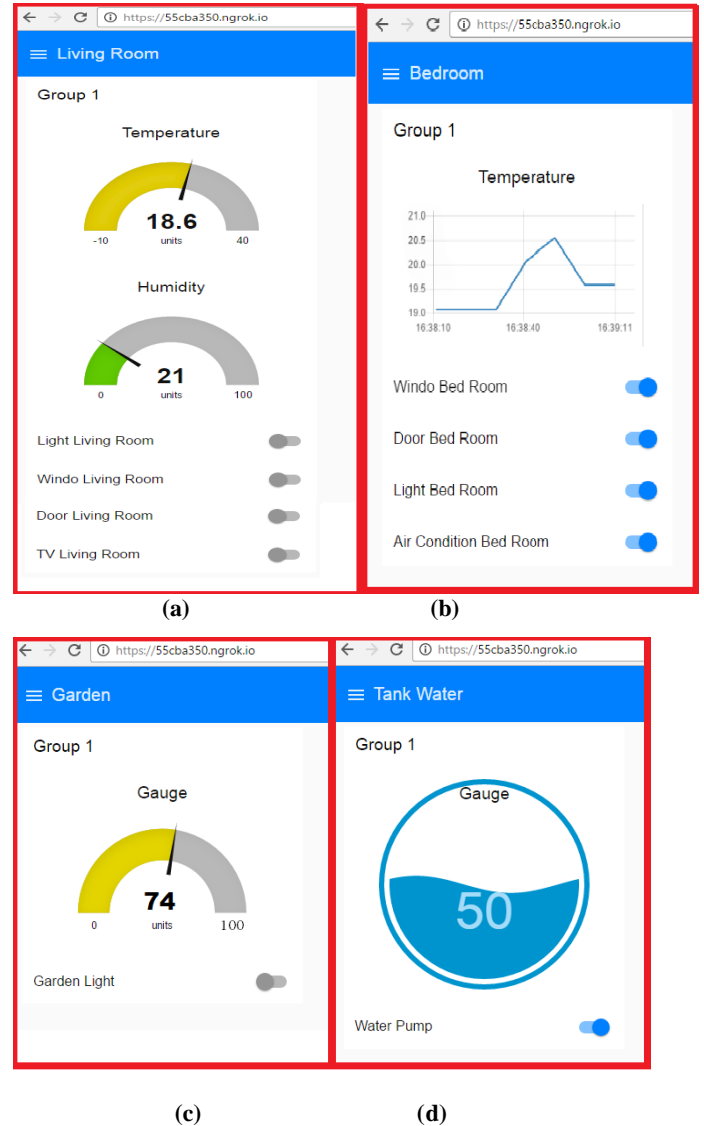 https://55cba350.ngrok.io
Living Room
Group 1
Temperature
18.6
-10 units 40
Humidity
21
0 units 100
Light Living Room
Windo Living Room
Door Living Room
TV Living Room
(a)
https://55cba350.ngrok.io
Bedroom
Group 1
Temperature
21.0
20.5
20.0
19.5
19.0
16:38:10 16:38:40 16:39:11
Windo Bed Room
Door Bed Room
Light Bed Room
Air Condition Bed Room
(b)
https://55cba350.ngrok.io
Garden
Group 1
Gauge
74
0 units 100
Garden Light
(c)
https://55cba350.ngrok.io
Tank Water
Group 1
Gauge
50
Water Pump
(d)